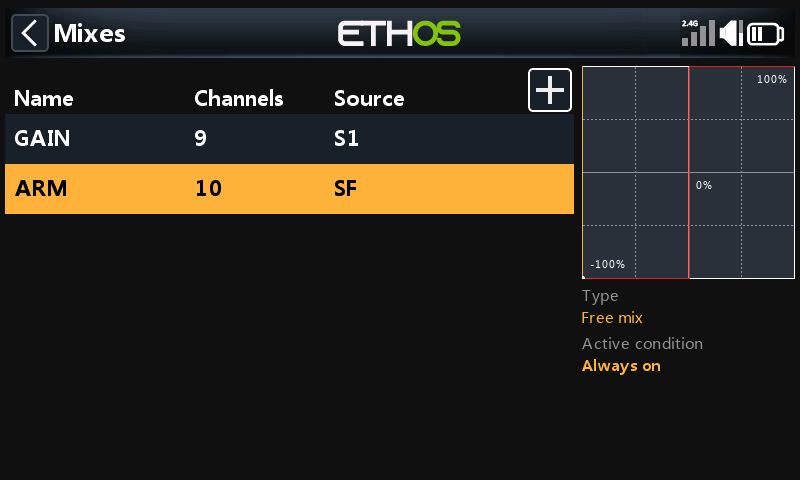 Mixes
ETHOS
2.4G
Name Channels Source
GAIN 9 S1
ARM 10 SF
100%
0%
-100%
Type
Free mix
Active condition
Always on